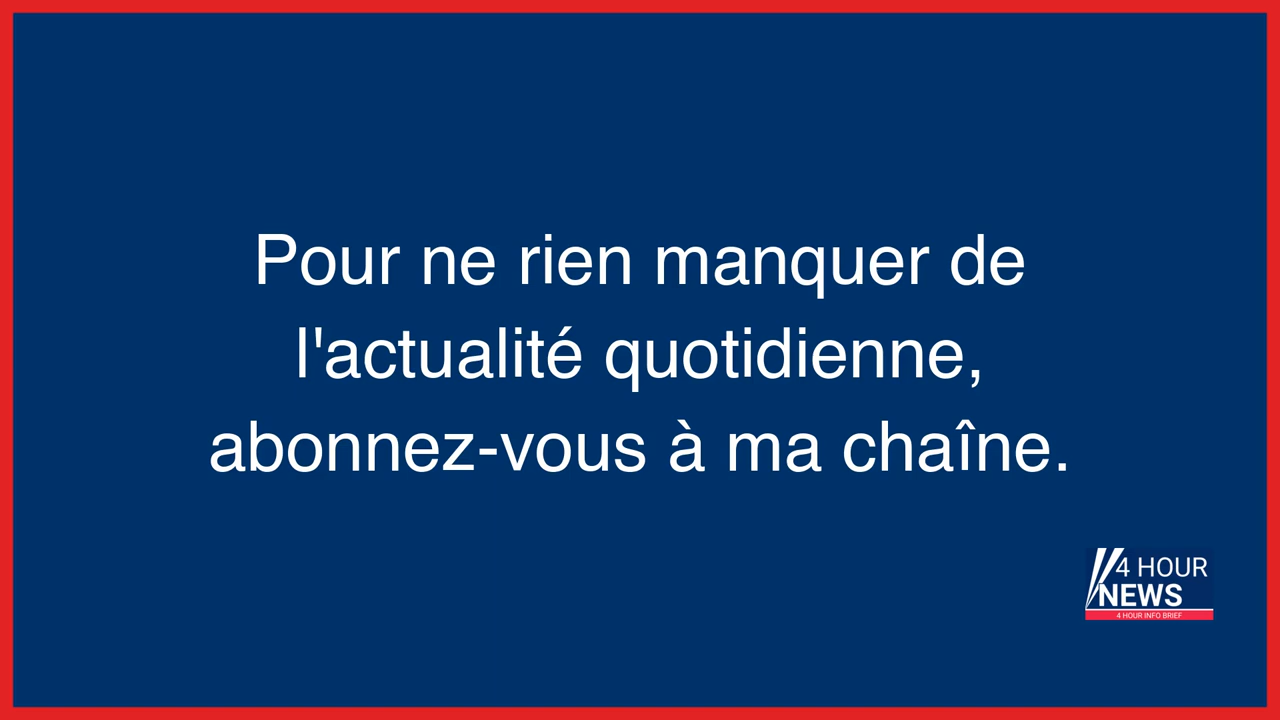 Pour ne rien manquer de
l'actualité quotidienne,
abonnez-vous à ma chaîne.
4 HOUR
NEWS
4 HOUR INFO BRIEF